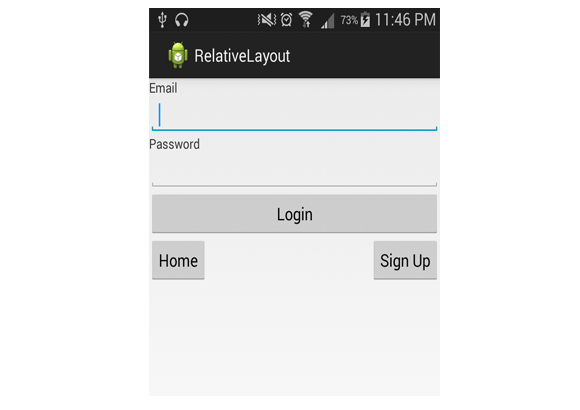 73% 11:46 PM
RelativeLayout
Email
Password
Login
Home Sign Up